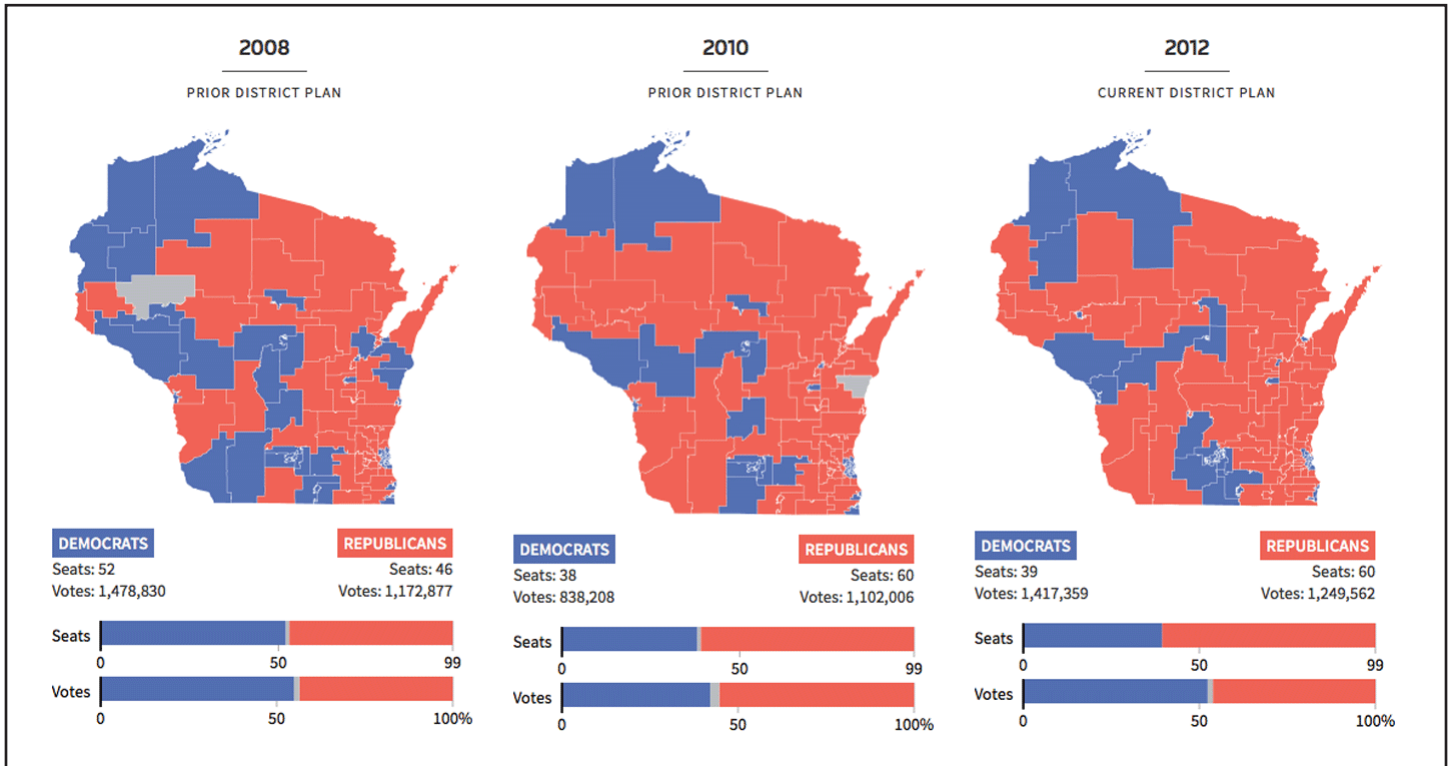 2008
PRIOR DISTRICT PLAN
DEMOCRATS
REPUBLICANS
Seats: 52
Seats: 46
Votes: 1,478,830
Votes: 1,172,877
Seats
0
50
99
Votes
0
50
100%
2010
PRIOR DISTRICT PLAN
DEMOCRATS
REPUBLICANS
Seats: 38
Seats: 60
Votes: 838,208
Votes: 1,102,006
Seats
0
50
99
Votes
0
50
100%
2012
CURRENT DISTRICT PLAN
DEMOCRATS
REPUBLICANS
Seats: 39
Seats: 60
Votes: 1,417,359
Votes: 1,249,562
Seats
0
50
99
Votes
0
50
100%